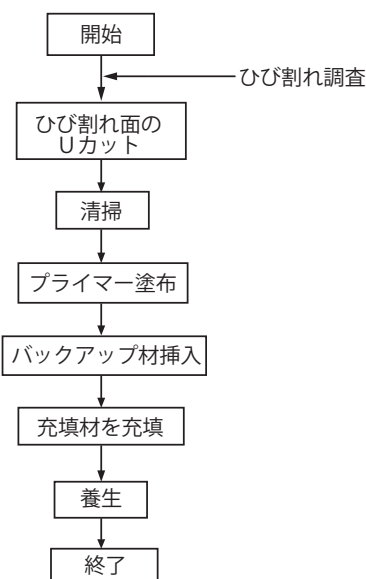 開始
ひび割れ調査
ひび割れ面の
Uカット
清掃
プライマー塗布
バックアップ材挿入
充填材を充填
養生
終了